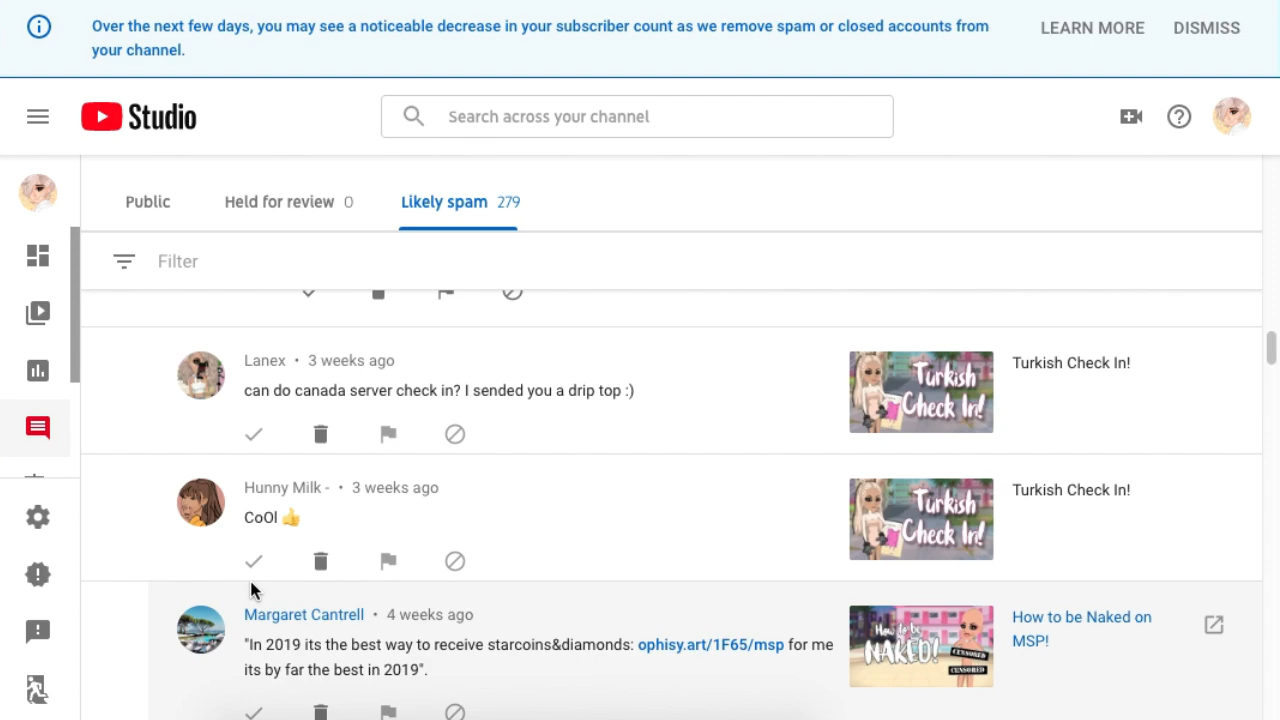 Over the next few days, you may see a noticeable decrease in your subscriber count as we remove spam or closed accounts from
your channel.
LEARN MORE
DISMISS
Studio
Search across your channel
Public
Held for review 0
Likely spam 279
Filter
Lanex • 3 weeks ago
can do canada server check in? I sended you a drip top :)
Turkish
Check In!
Turkish Check In!
Hunny Milk - • 3 weeks ago
CoOl 👍
Turkish
Check In!
Turkish Check In!
Margaret Cantrell • 4 weeks ago
"In 2019 its the best way to receive starcoins&diamonds: ophisy.art/1F65/msp for me
its by far the best in 2019".
How to be
NAKED!
CENSORED
CENSORED
How to be Naked on
MSP!